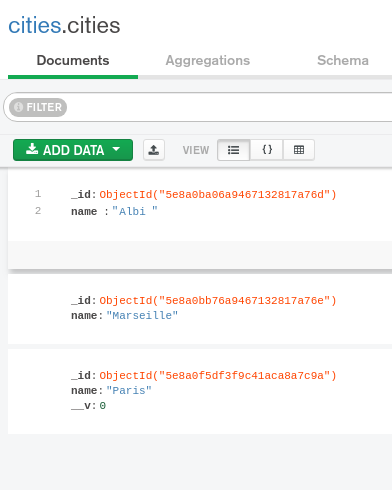 cities.cities
Documents Aggregations Schema
FILTER
ADD DATA VIEW { }
1 _id: ObjectId("5e8a0ba06a9467132817a76d")
2 name : "Albi "
_id: ObjectId("5e8a0bb76a9467132817a76e")
name: "Marseille"
_id: ObjectId("5e8a0f5df3f9c41aca8a7c9a")
name: "Paris"
__v: 0